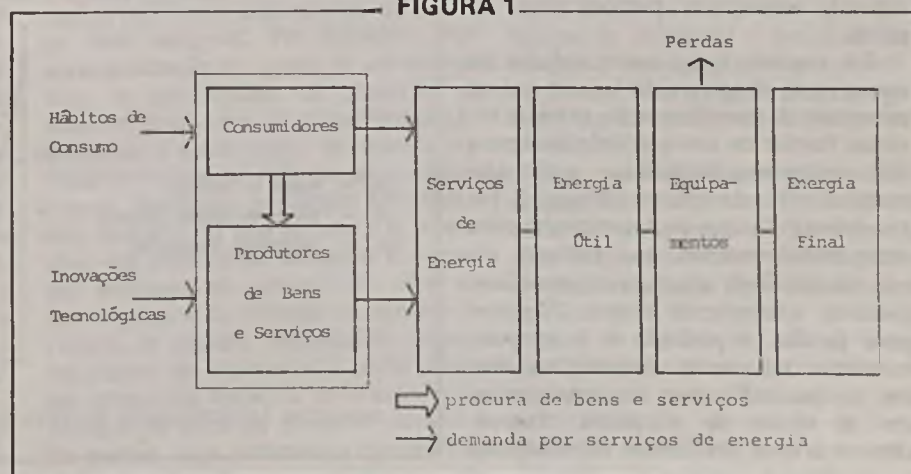 FIGURA 1
Perdas
Hábitos de
Consumo
Consumidores
Serviços
de
Energia
Energia
Útil
Equipa-
mentos
Energia
Final
Produtores
de Bens
e Serviços
Inovações
Tecnológicas
procura de bens e serviços
demanda por serviços de energia